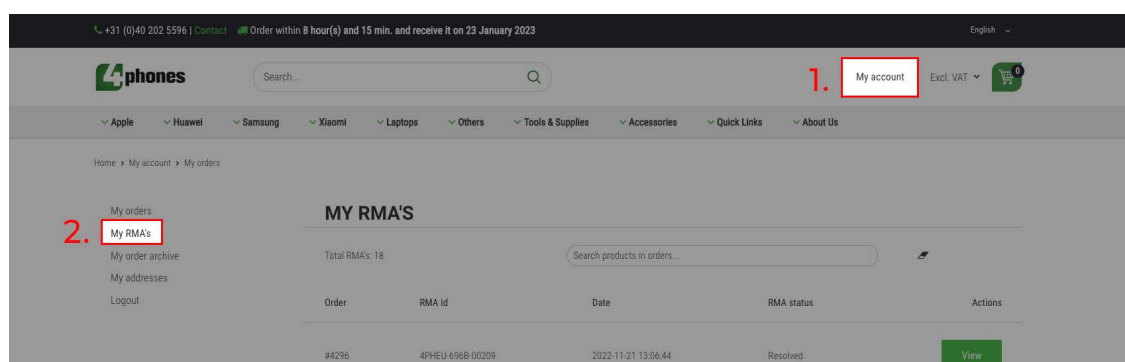 +31 (0)40 202 5596 | Contact Order within 8 hour(s) and 15 min. and receive it on 23 January 2023 English
4phones Search... 1. My account Excl. VAT 0
Apple Huawei Samsung Xiaomi Laptops Others Tools & Supplies Accessories Quick Links About Us
Home > My account > My orders
My orders
2. My RMA's
My order archive
My addresses
Logout
MY RMA'S
Total RMA's: 18 Search products in orders...
Order RMA Id Date RMA status Actions
#4296 4PHEU-696B-00209 2022-11-21 13:06:44 Resolved View